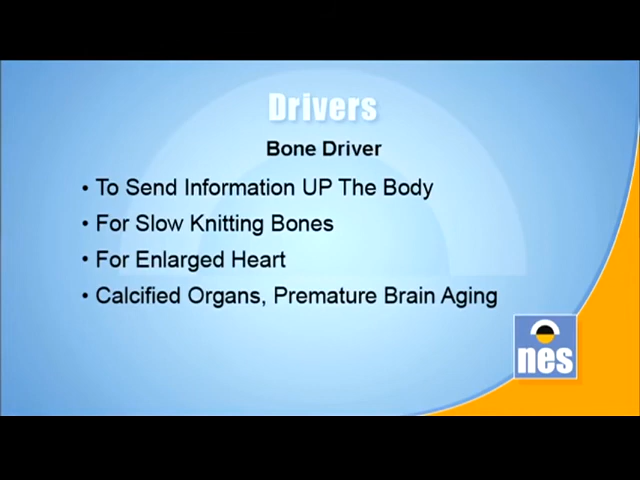 Drivers
Bone Driver
• To Send Information UP The Body
• For Slow Knitting Bones
• For Enlarged Heart
• Calcified Organs, Premature Brain Aging
nes